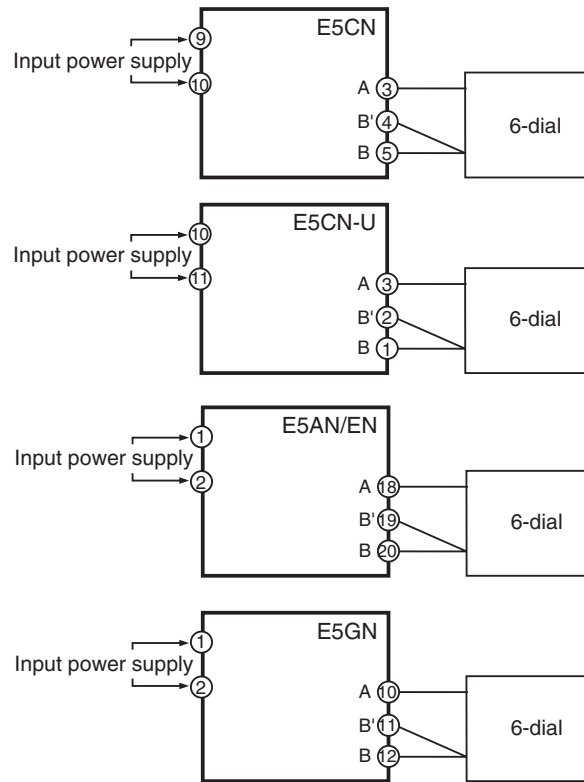 E5CN
9
Input power supply
10
A 3
B' 4
B 5
6-dial
E5CN-U
10
Input power supply
11
A 3
B' 2
B 1
6-dial
E5AN/EN
1
Input power supply
2
A 18
B' 19
B 20
6-dial
E5GN
1
Input power supply
2
A 10
B' 11
B 12
6-dial